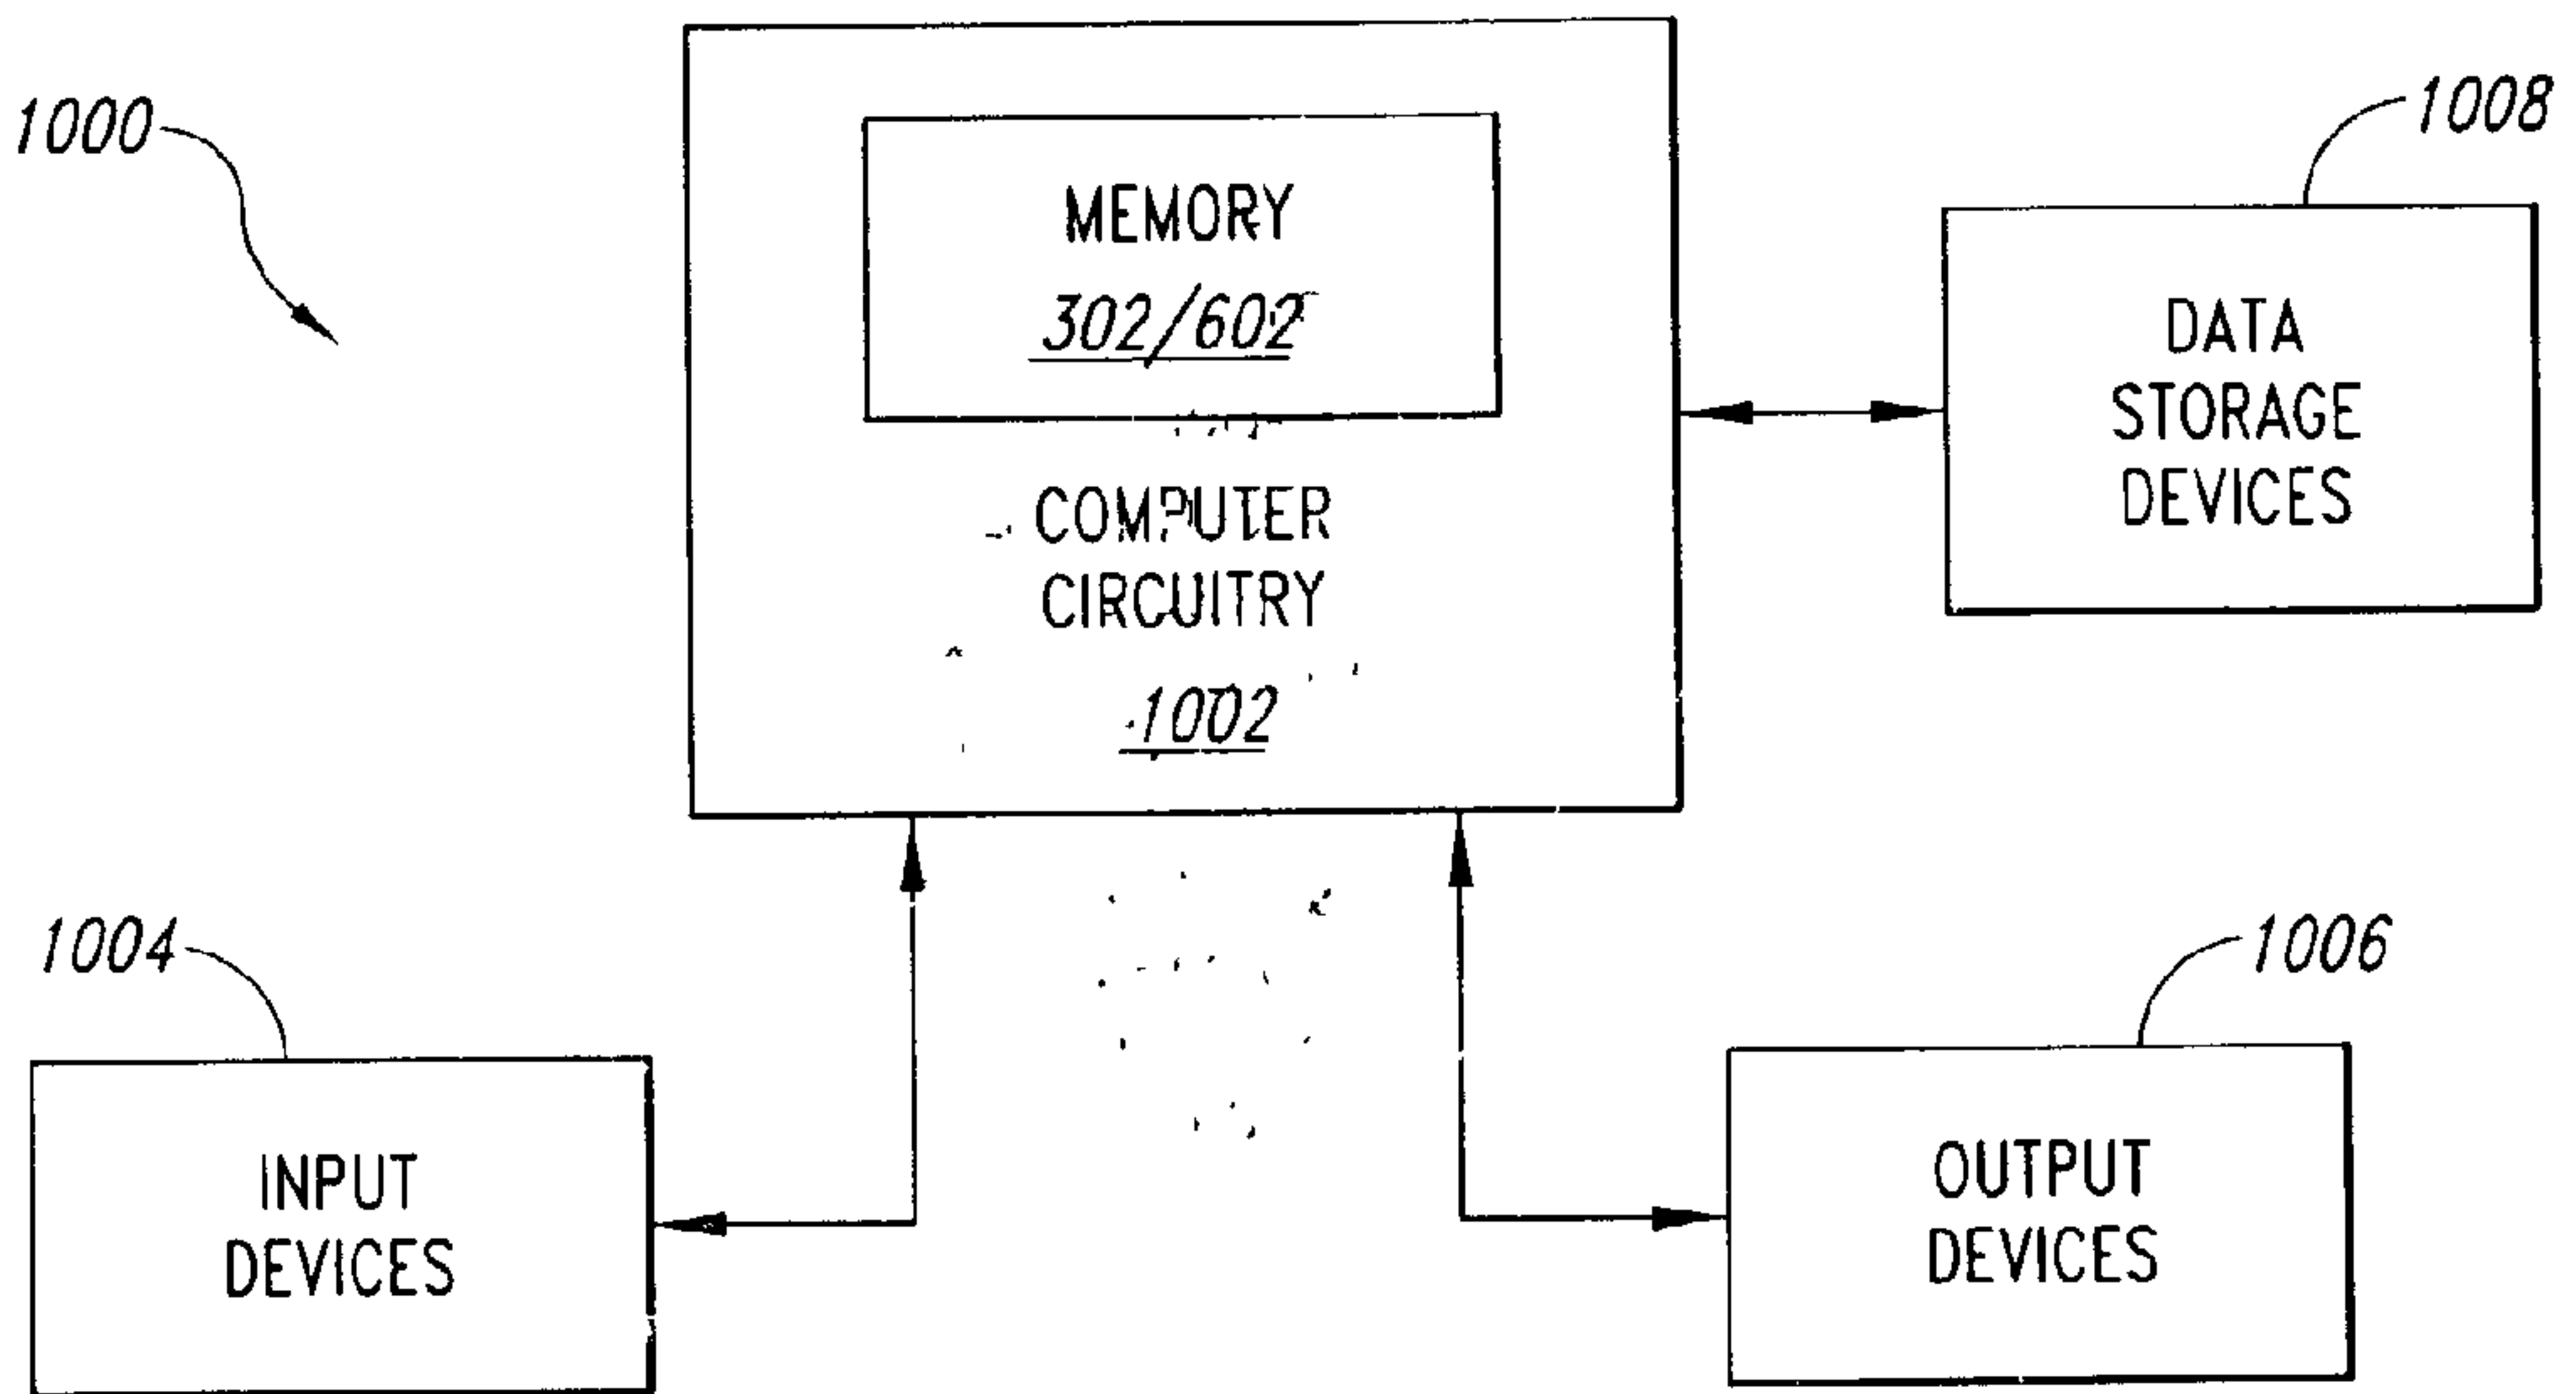 1000
MEMORY
302/602
1008
DATA
STORAGE
DEVICES
COMPUTER
CIRCUITRY
1002
1004
INPUT
DEVICES
1006
OUTPUT
DEVICES